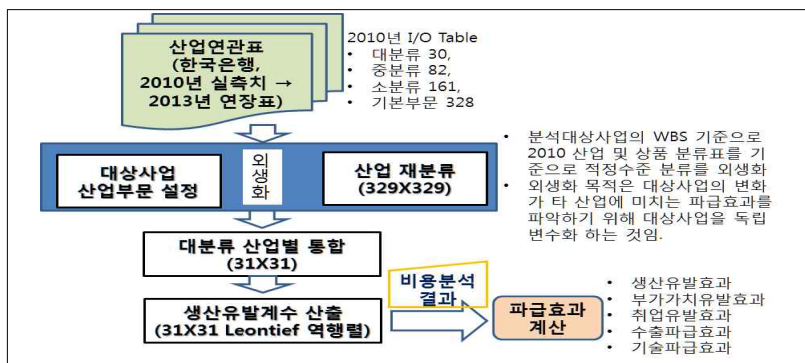 산업연관표
(한국은행,
2010년 실측치 →
2013년 연장표)
2010년 I/O Table
• 대분류 30,
• 중분류 82,
• 소분류 161,
• 기본부문 328
대상사업
산업부문 설정
외생화
산업 재분류
(329X329)
• 분석대상사업의 WBS 기준으로
2010 산업 및 상품 분류표를 기
준으로 적정수준 분류를 외생화
• 외생화 목적은 대상사업의 변화
가 타 산업에 미치는 파급효과를
파악하기 위해 대상사업을 독립
변수화 하는 것임.
대분류 산업별 통합
(31X31)
생산유발계수 산출
(31X31 Leontief 역행렬)
비용분석
결과
파급효과
계산
• 생산유발효과
• 부가가치유발효과
• 취업유발효과
• 수출파급효과
• 기술파급효과